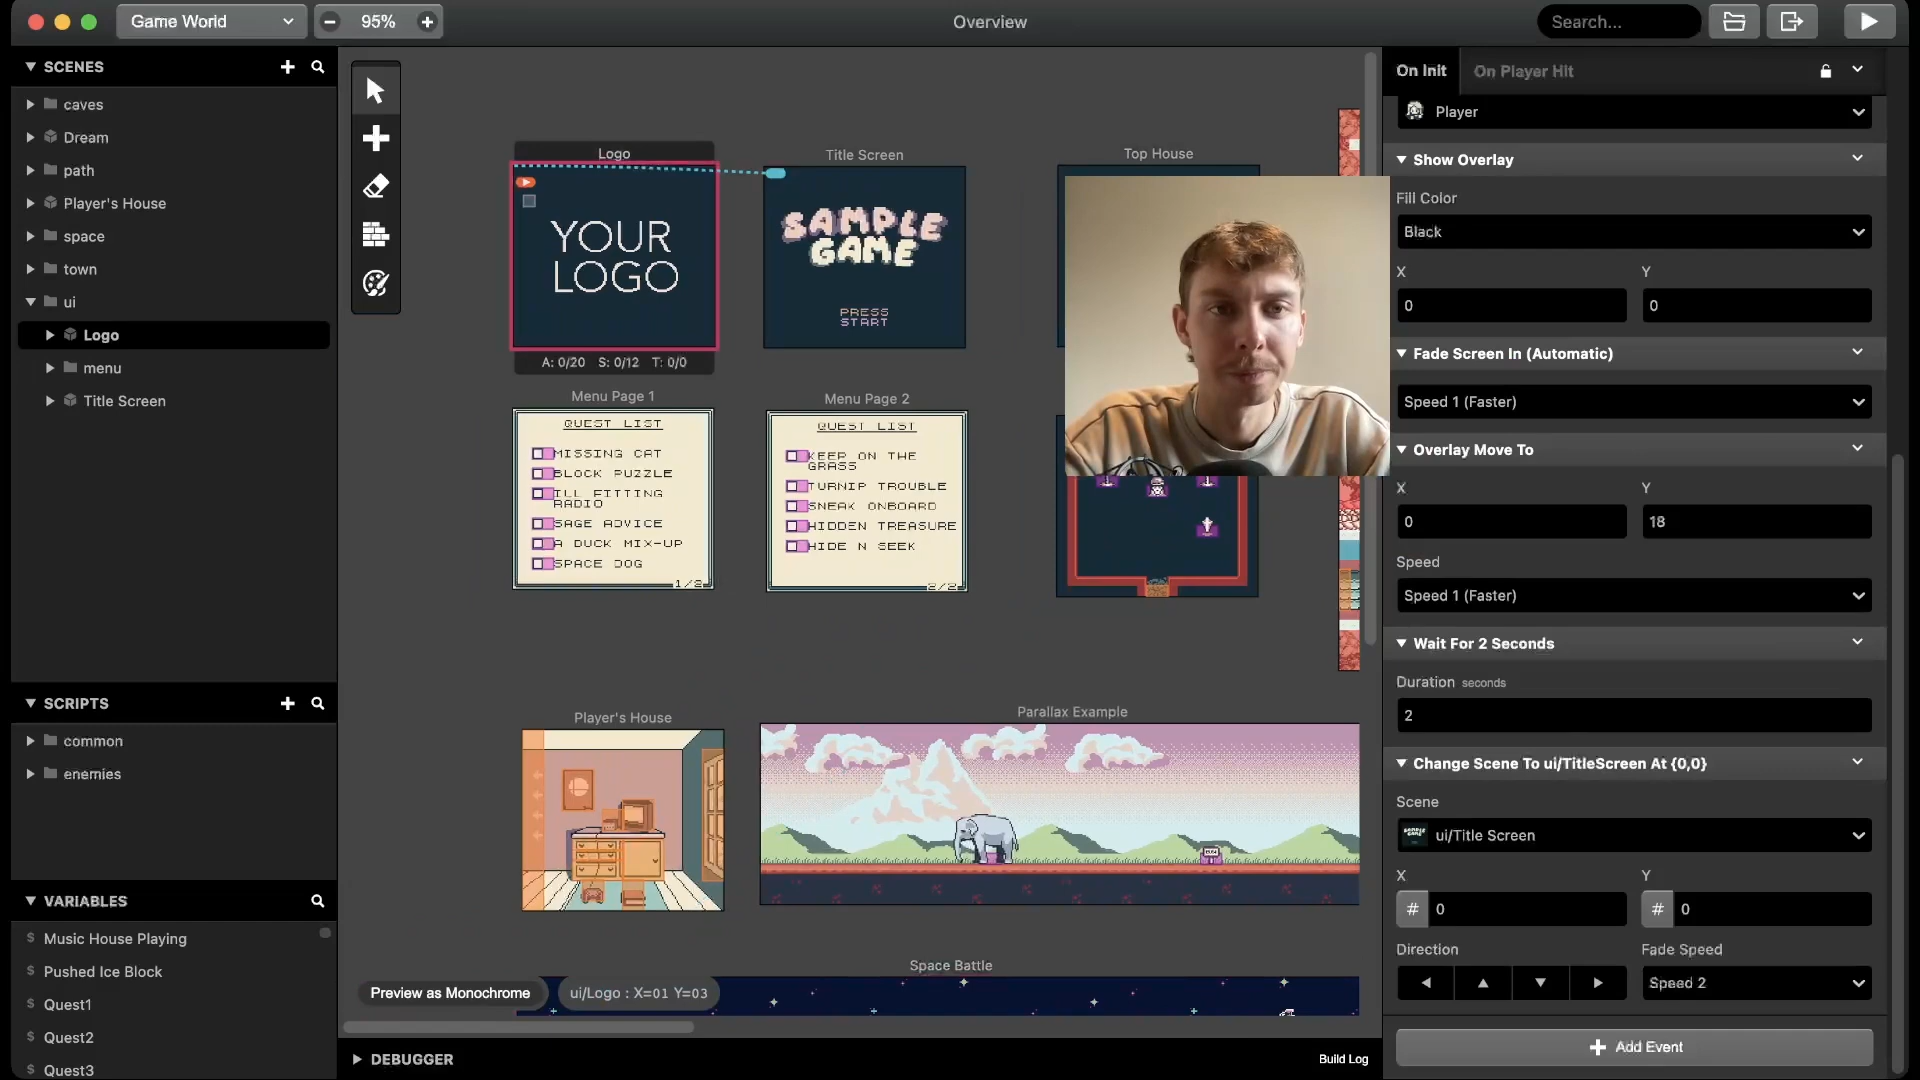 Game World
95%
Overview
Search...
SCENES
caves
Dream
path
Player's House
space
town
ui
Logo
menu
Title Screen
SCRIPTS
common
enemies
VARIABLES
$ Music House Playing
$ Pushed Ice Block
$ Quest1
$ Quest2
$ Quest3
Logo
YOUR
LOGO
A: 0/20 S: 0/12 T: 0/0
Title Screen
SAMPLE
GAME
PRESS
START
Top House
Menu Page 1
QUEST LIST
MISSING CAT
BLOCK PUZZLE
ILL FITTING
RADIO
SAGE ADVICE
A DUCK MIX-UP
SPACE DOG
1/2
Menu Page 2
QUEST LIST
KEEP ON THE
GRASS
TURNIP TROUBLE
SNEAK ONBOARD
HIDDEN TREASURE
HIDE N SEEK
2/2
Player's House
Parallax Example
Space Battle
Preview as Monochrome
ui/Logo : X=01 Y=03
DEBUGGER
Build Log
On Init
On Player Hit
Player
Show Overlay
Fill Color
Black
X
Y
0
0
Fade Screen In (Automatic)
Speed 1 (Faster)
Overlay Move To
X
Y
0
18
Speed
Speed 1 (Faster)
Wait For 2 Seconds
Duration seconds
2
Change Scene To ui/TitleScreen At {0,0}
Scene
ui/Title Screen
X
Y
# 0
# 0
Direction
Fade Speed
Speed 2
Add Event